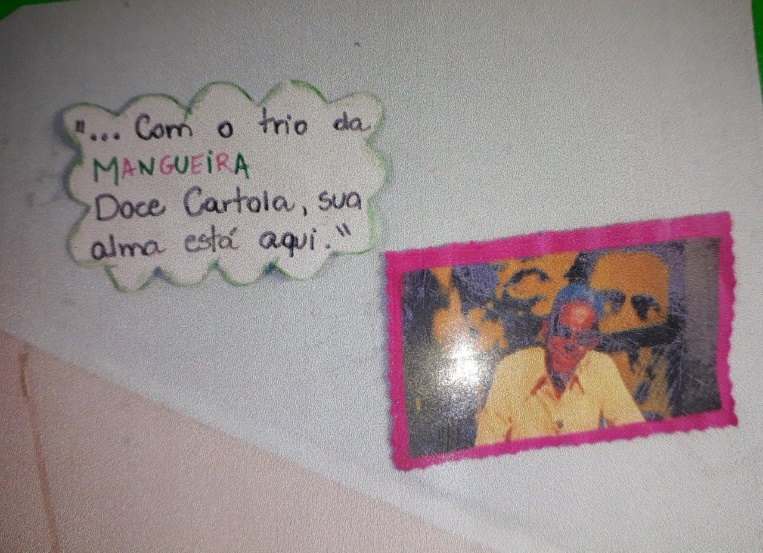 "... Com o trio da
MANGUEiRA
Doce Cartola, sua
alma está aqui."